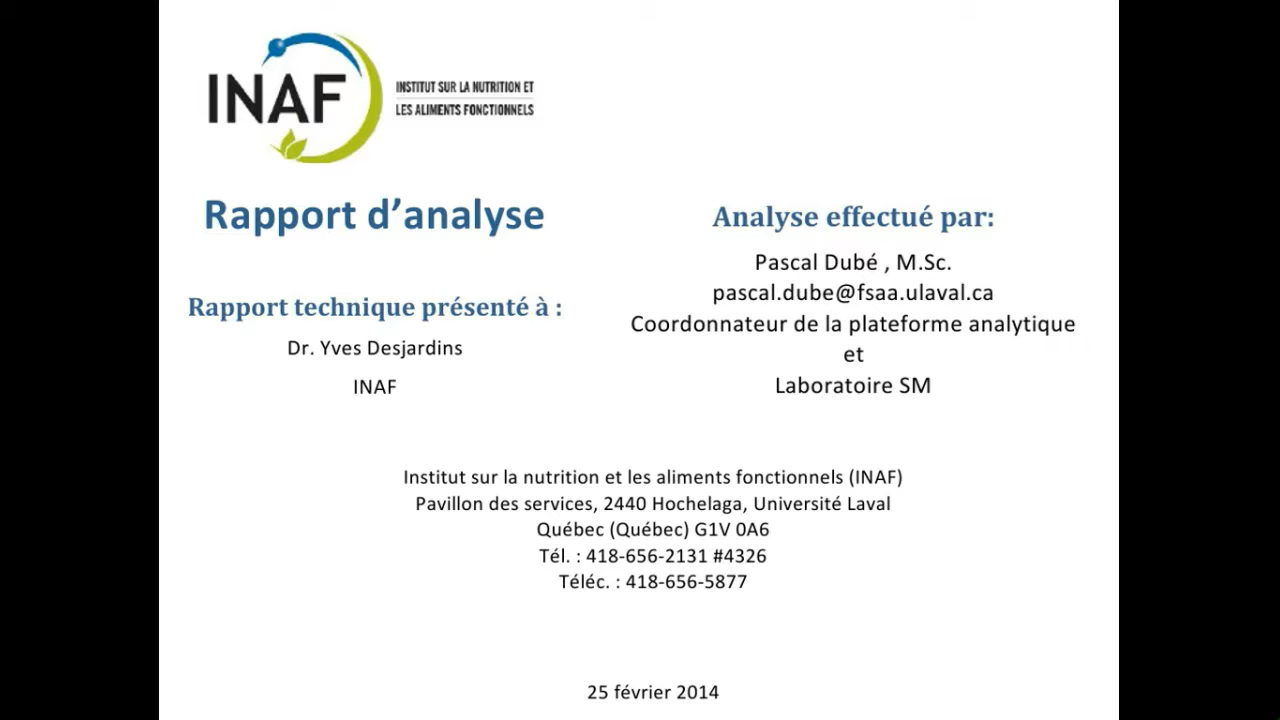 INAF
INSTITUT SUR LA NUTRITION ET
LES ALIMENTS FONCTIONNELS
Rapport d’analyse
Rapport technique présenté à :
Dr. Yves Desjardins
INAF
Analyse effectué par:
Pascal Dubé , M.Sc.
pascal.dube@fsaa.ulaval.ca
Coordonnateur de la plateforme analytique
et
Laboratoire SM
Institut sur la nutrition et les aliments fonctionnels (INAF)
Pavillon des services, 2440 Hochelaga, Université Laval
Québec (Québec) G1V 0A6
Tél. : 418-656-2131 #4326
Téléc. : 418-656-5877
25 février 2014